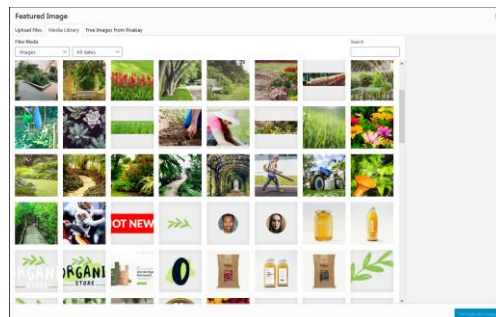 Featured Image
Upload Files Media Library Free Images From Pixabay
Filter Media
Search
Images
All dates
OT NEW
RGANI
STORE
ORGANI
STORE